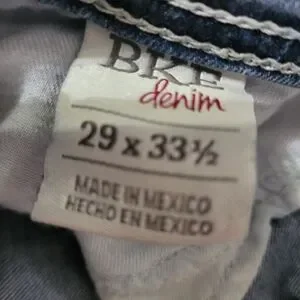 BKE
denim
29 x 33½
MADE IN MEXICO
HECHO EN MEXICO